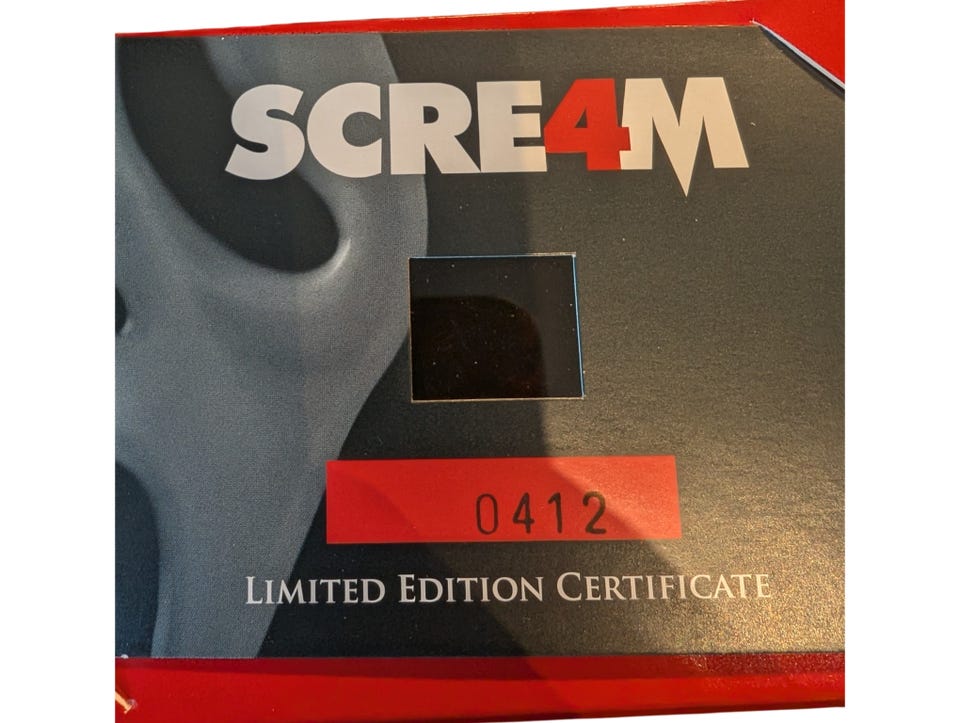 SCRE4M
0412
LIMITED EDITION CERTIFICATE